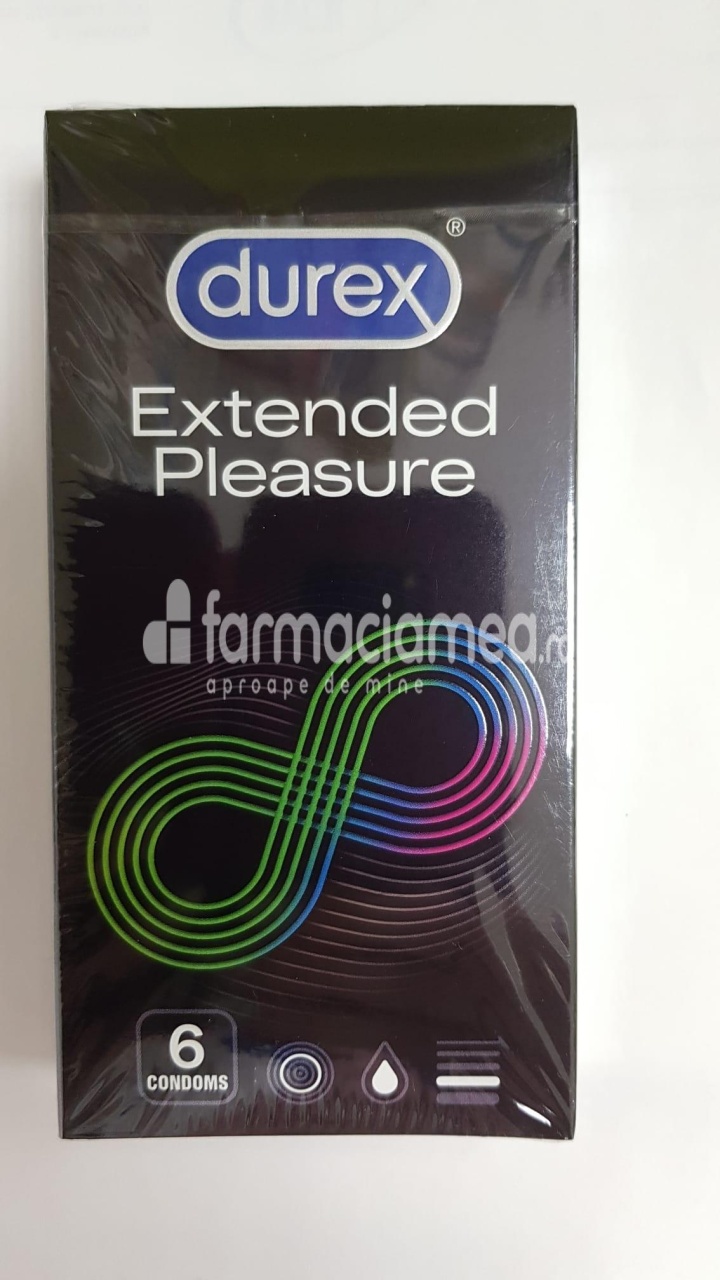 durex®
Extended
Pleasure
farmaciamea.ro
aproape de mine
6
CONDOMS